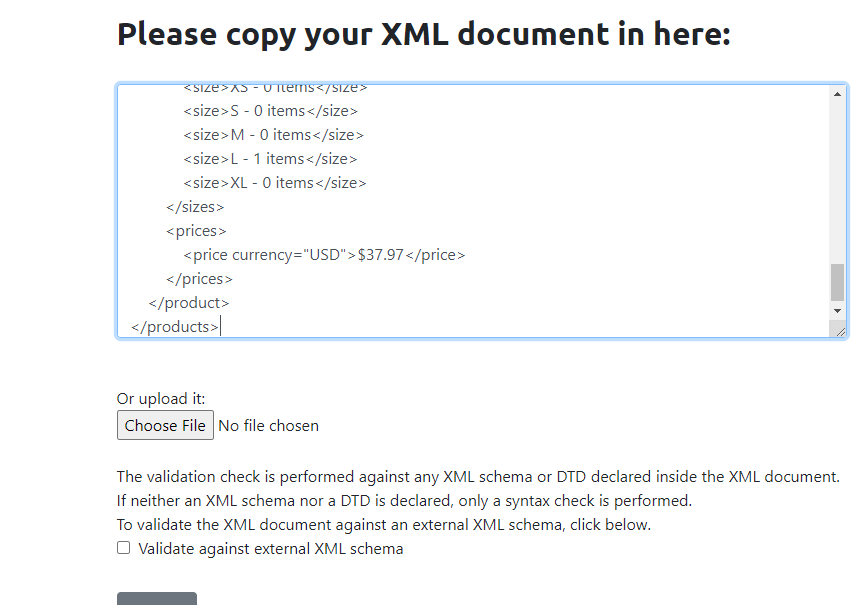 Please copy your XML document in here:
<size>XS - 0 items</size>
<size>S - 0 items</size>
<size>M - 0 items</size>
<size>L - 1 items</size>
<size>XL - 0 items</size>
</sizes>
<prices>
<price currency="USD">$37.97</price>
</prices>
</product>
</products>
Or upload it:
Choose File No file chosen
The validation check is performed against any XML schema or DTD declared inside the XML document.
If neither an XML schema nor a DTD is declared, only a syntax check is performed.
To validate the XML document against an external XML schema, click below.
Validate against external XML schema